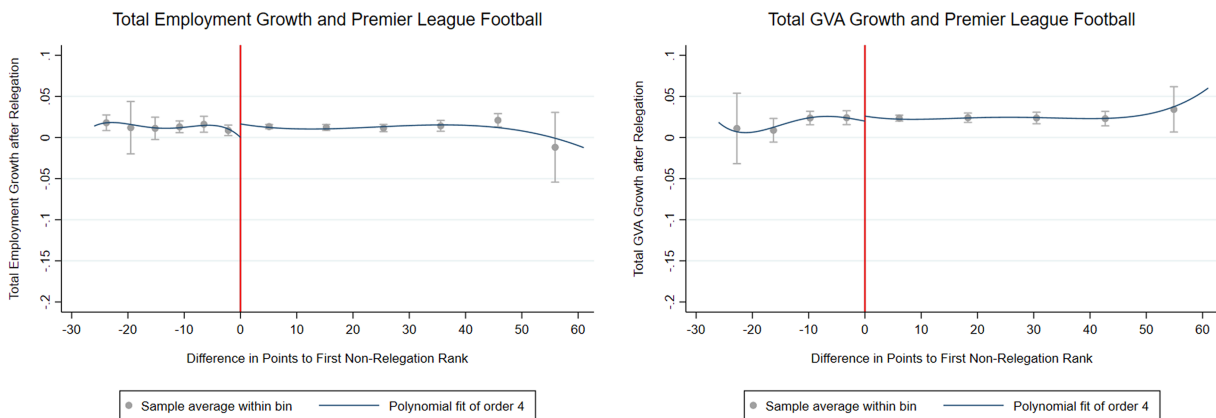 Total Employment Growth and Premier League Football
Total Employment Growth after Relegation
.1
.05
0
-.05
-.1
-.15
-.2
-30 -20 -10 0 10 20 30 40 50 60
Difference in Points to First Non-Relegation Rank
Sample average within bin Polynomial fit of order 4
Total GVA Growth and Premier League Football
Total GVA Growth after Relegation
.1
.05
0
-.05
-.1
-.15
-.2
-30 -20 -10 0 10 20 30 40 50 60
Difference in Points to First Non-Relegation Rank
Sample average within bin Polynomial fit of order 4